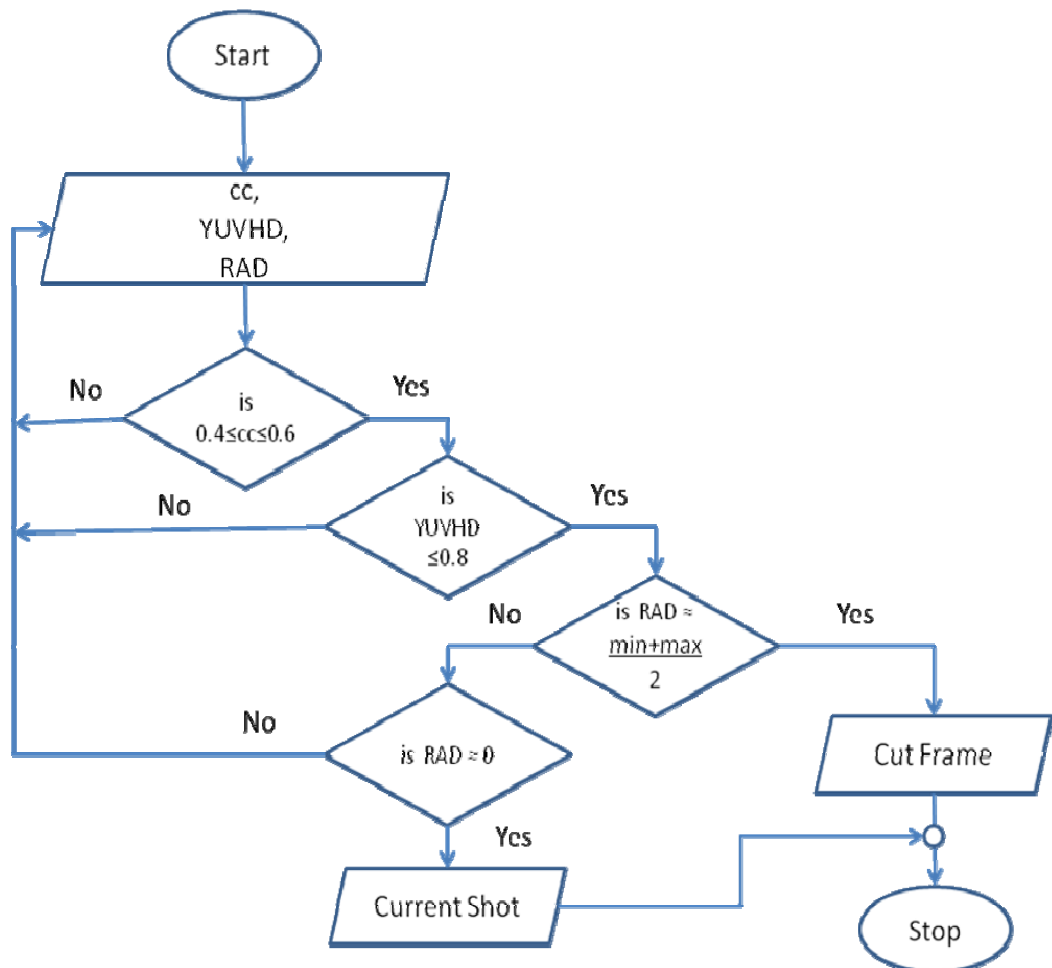 Start
cc,
YUVHD,
RAD
No
Yes
is
0.4≤cc≤0.6
No
is
YUVHD
≤0.8
Yes
No
is RAD ≈
min+max
2
Yes
No
is RAD ≈ 0
Cut Frame
Yes
Current Shot
Stop